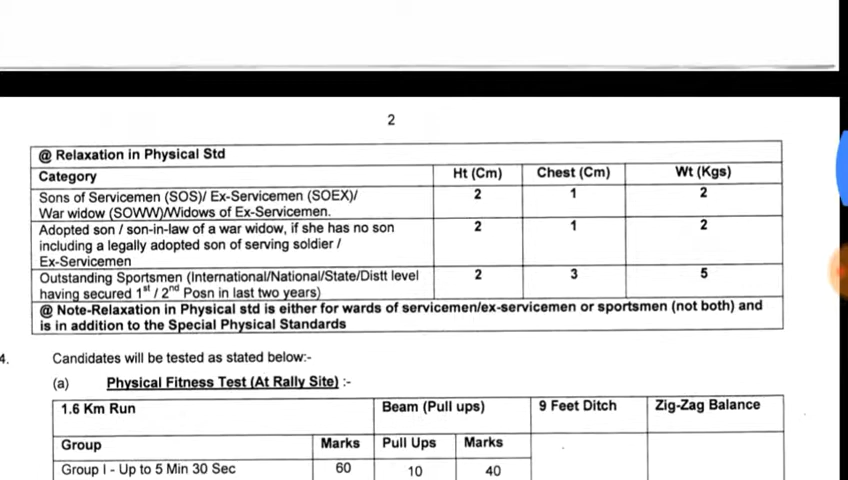 2
@ Relaxation in Physical Std
Category Ht (Cm) Chest (Cm) Wt (Kgs)
Sons of Servicemen (SOS)/ Ex-Servicemen (SOEX)/
War widow (SOWW)/Widows of Ex-Servicemen. 2 1 2
Adopted son / son-in-law of a war widow, if she has no son
including a legally adopted son of serving soldier /
Ex-Servicemen 2 1 2
Outstanding Sportsmen (International/National/State/Distt level
having secured 1st / 2nd Posn in last two years) 2 3 5
@ Note-Relaxation in Physical std is either for wards of servicemen/ex-servicemen or sportsmen (not both) and
is in addition to the Special Physical Standards
4. Candidates will be tested as stated below:-
(a) Physical Fitness Test (At Rally Site) :-
1.6 Km Run Beam (Pull ups) 9 Feet Ditch Zig-Zag Balance
Group Marks Pull Ups Marks
Group I - Up to 5 Min 30 Sec 60 10 40